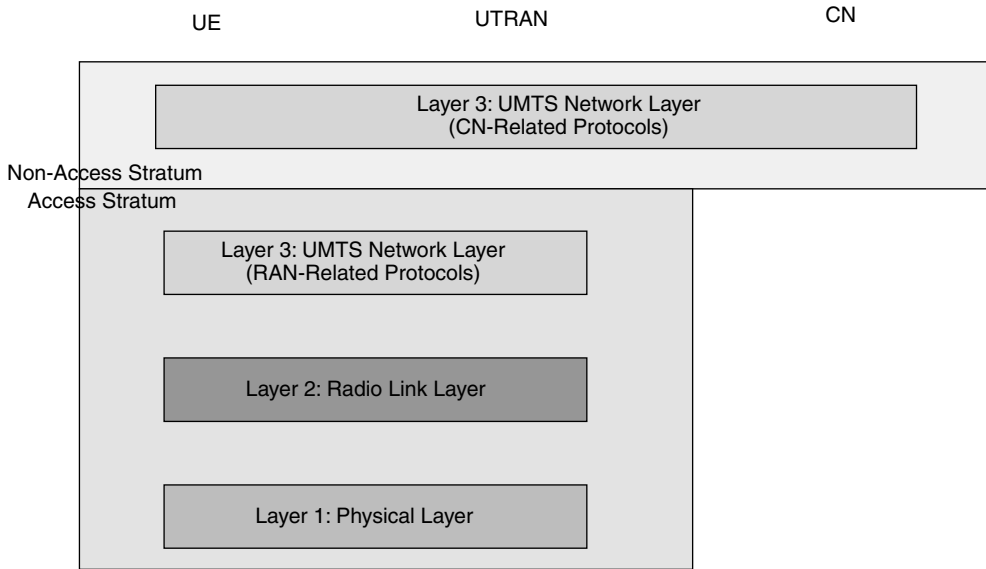 UE
UTRAN
CN
Layer 3: UMTS Network Layer
(CN-Related Protocols)
Non-Access Stratum
Access Stratum
Layer 3: UMTS Network Layer
(RAN-Related Protocols)
Layer 2: Radio Link Layer
Layer 1: Physical Layer